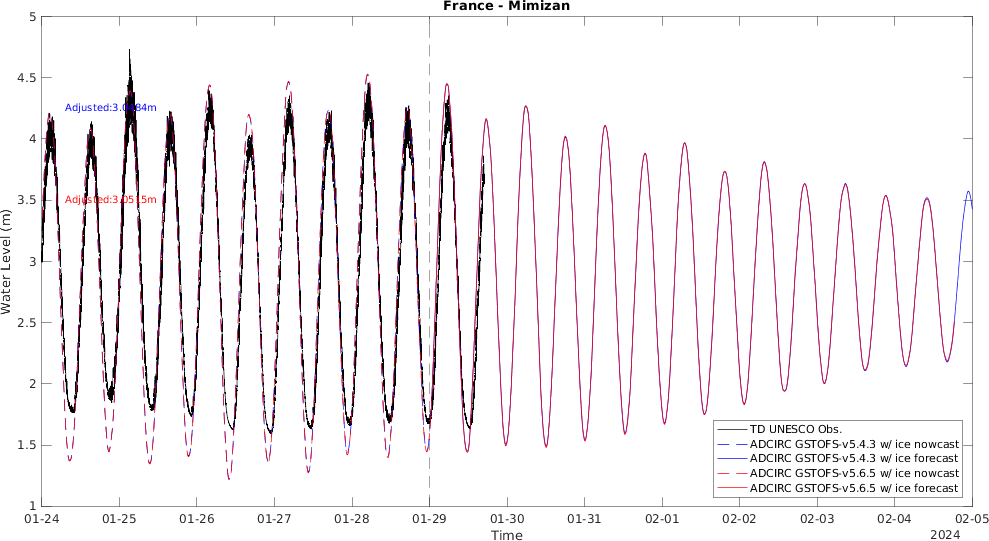 France - Mimizan
5
4.5
4
3.5
3
2.5
2
1.5
1
Water Level (m)
Adjusted:3.0484m
Adjusted:3.0515m
TD UNESCO Obs.
ADCIRC GSTOFS-v5.4.3 w/ ice nowcast
ADCIRC GSTOFS-v5.4.3 w/ ice forecast
ADCIRC GSTOFS-v5.6.5 w/ ice nowcast
ADCIRC GSTOFS-v5.6.5 w/ ice forecast
01-24 01-25 01-26 01-27 01-28 01-29 01-30 01-31 02-01 02-02 02-03 02-04 02-05
Time
2024